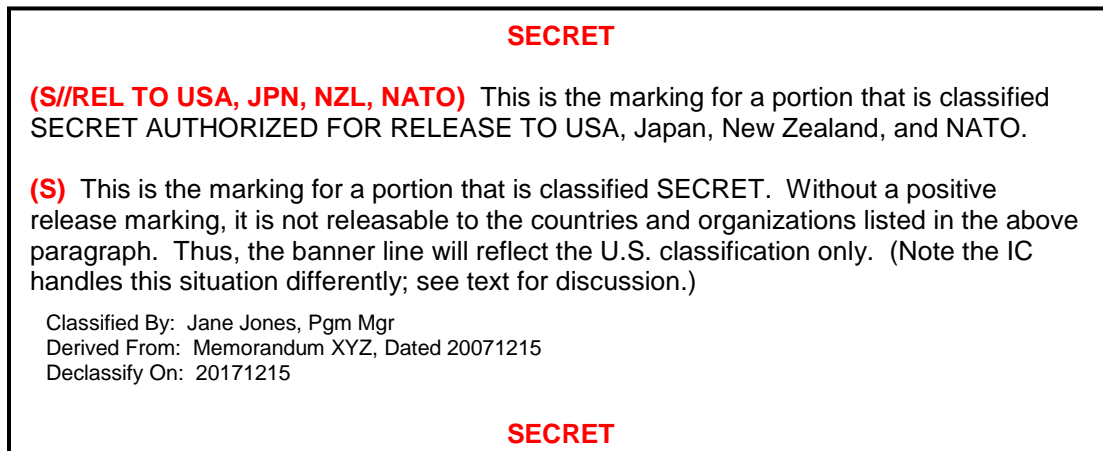 SECRET
(S//REL TO USA, JPN, NZL, NATO) This is the marking for a portion that is classified
SECRET AUTHORIZED FOR RELEASE TO USA, Japan, New Zealand, and NATO.
(S) This is the marking for a portion that is classified SECRET. Without a positive
release marking, it is not releasable to the countries and organizations listed in the above
paragraph. Thus, the banner line will reflect the U.S. classification only. (Note the IC
handles this situation differently; see text for discussion.)
Classified By: Jane Jones, Pgm Mgr
Derived From: Memorandum XYZ, Dated 20071215
Declassify On: 20171215
SECRET